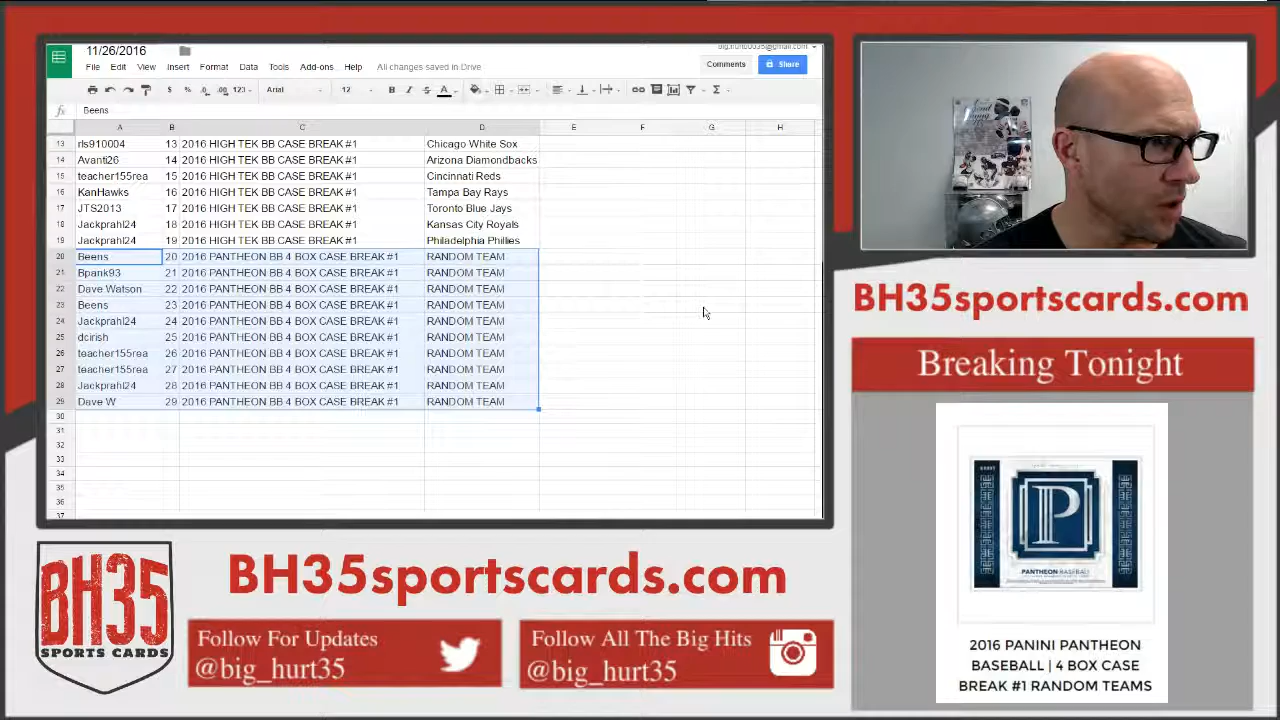 11/26/2016
big.hurt0035@gmail.com
File Edit View Insert Format Data Tools Add-ons Help All changes saved in Drive
Comments
Share
$ % .0 .00 123 Arial 12 B I S A Σ
fx Beens
A B C D E F G H
13 rls910004 13 2016 HIGH TEK BB CASE BREAK #1 Chicago White Sox
14 Avanti26 14 2016 HIGH TEK BB CASE BREAK #1 Arizona Diamondbacks
15 teacher155rea 15 2016 HIGH TEK BB CASE BREAK #1 Cincinnati Reds
16 KanHawks 16 2016 HIGH TEK BB CASE BREAK #1 Tampa Bay Rays
17 JTS2013 17 2016 HIGH TEK BB CASE BREAK #1 Toronto Blue Jays
18 Jackprahl24 18 2016 HIGH TEK BB CASE BREAK #1 Kansas City Royals
19 Jackprahl24 19 2016 HIGH TEK BB CASE BREAK #1 Philadelphia Phillies
20 Beens 20 2016 PANTHEON BB 4 BOX CASE BREAK #1 RANDOM TEAM
21 Bpank93 21 2016 PANTHEON BB 4 BOX CASE BREAK #1 RANDOM TEAM
22 Dave Watson 22 2016 PANTHEON BB 4 BOX CASE BREAK #1 RANDOM TEAM
23 Beens 23 2016 PANTHEON BB 4 BOX CASE BREAK #1 RANDOM TEAM
24 Jackprahl24 24 2016 PANTHEON BB 4 BOX CASE BREAK #1 RANDOM TEAM
25 dcirish 25 2016 PANTHEON BB 4 BOX CASE BREAK #1 RANDOM TEAM
26 teacher155rea 26 2016 PANTHEON BB 4 BOX CASE BREAK #1 RANDOM TEAM
27 teacher155rea 27 2016 PANTHEON BB 4 BOX CASE BREAK #1 RANDOM TEAM
28 Jackprahl24 28 2016 PANTHEON BB 4 BOX CASE BREAK #1 RANDOM TEAM
29 Dave W 29 2016 PANTHEON BB 4 BOX CASE BREAK #1 RANDOM TEAM
30
31
32
33
34
35
36
37
BH35sportscards.com
Breaking Tonight
P
PANTHEON BASEBALL
2016 PANINI PANTHEON
BASEBALL | 4 BOX CASE
BREAK #1 RANDOM TEAMS
BH35
SPORTS CARDS
BH35sportscards.com
Follow For Updates
@big_hurt35
Follow All The Big Hits
@big_hurt35